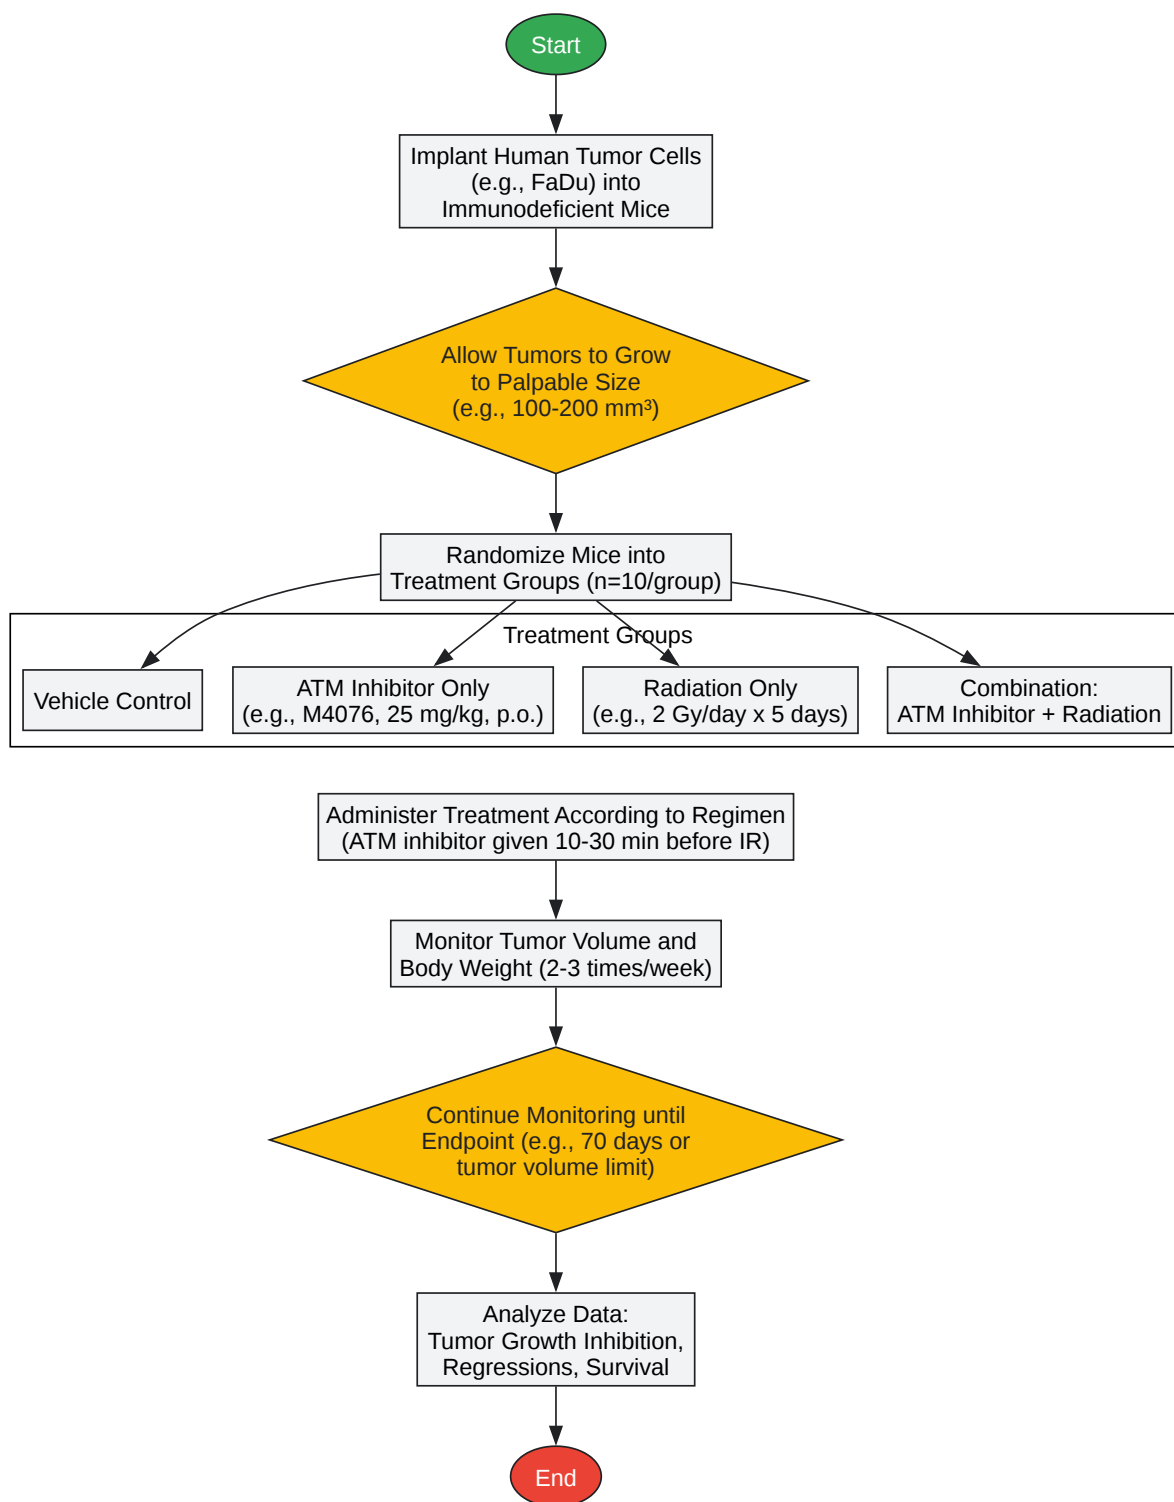 Start
Implant Human Tumor Cells
(e.g., FaDu) into
Immunodeficient Mice
Allow Tumors to Grow
to Palpable Size
(e.g., 100-200 mm³)
Randomize Mice into
Treatment Groups (n=10/group)
Treatment Groups
Vehicle Control
ATM Inhibitor Only
(e.g., M4076, 25 mg/kg, p.o.)
Radiation Only
(e.g., 2 Gy/day x 5 days)
Combination:
ATM Inhibitor + Radiation
Administer Treatment According to Regimen
(ATM inhibitor given 10-30 min before IR)
Monitor Tumor Volume and
Body Weight (2-3 times/week)
Continue Monitoring until
Endpoint (e.g., 70 days or
tumor volume limit)
Analyze Data:
Tumor Growth Inhibition,
Regressions, Survival
End